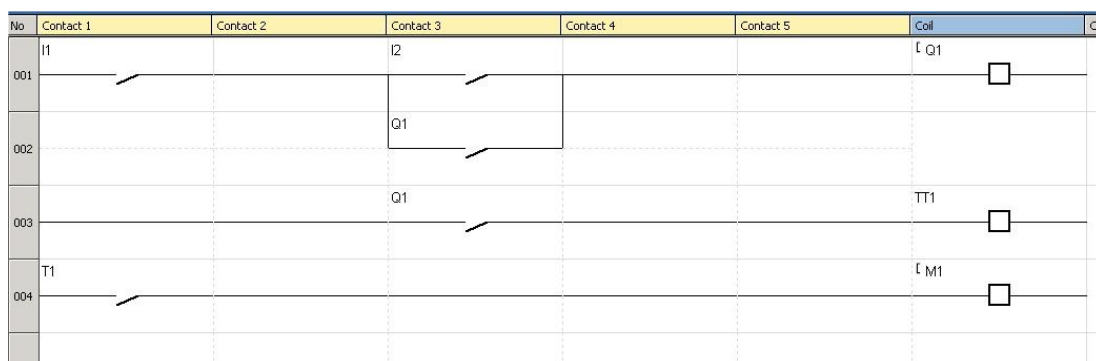 No Contact 1 Contact 2 Contact 3 Contact 4 Contact 5 Coil
I1 I2 [ Q1
001
Q1
002
Q1 TT1
003
T1 [ M1
004